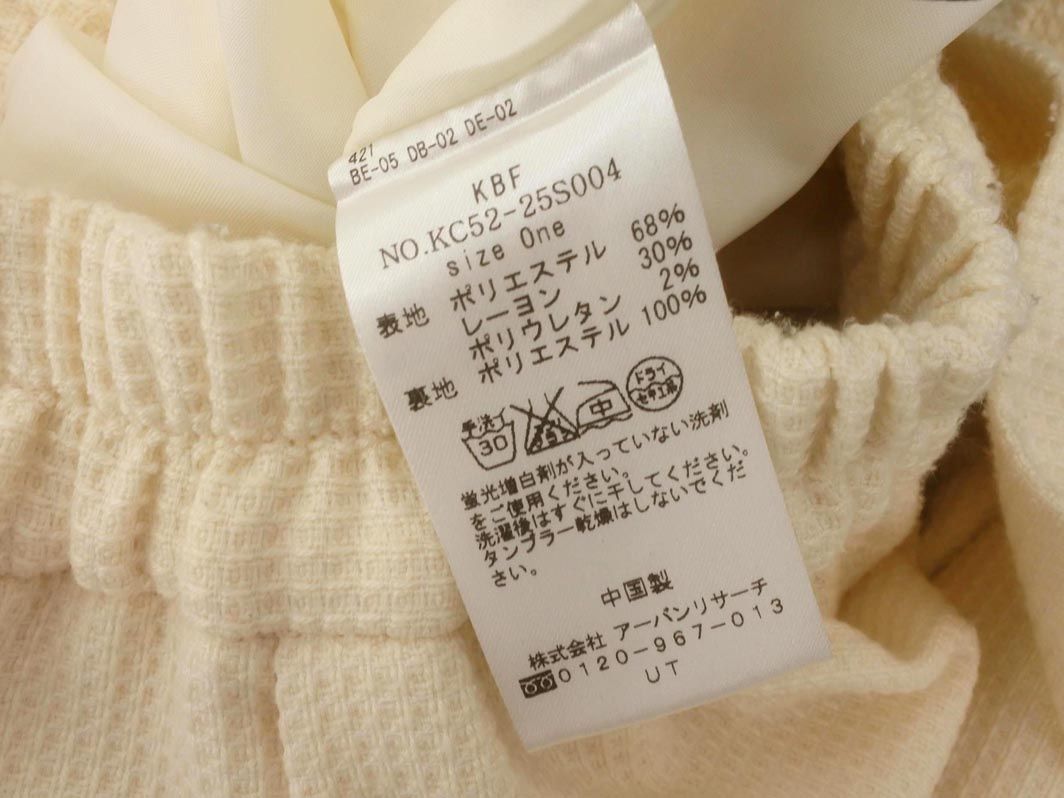 421
BE-05 DB-02 DE-02
KBF
NO.KC52-25S004
size One
表地 ポリエステル 68%
レーヨン 30%
ポリウレタン 2%
裏地 ポリエステル 100%
手洗イ 30 中 ドライ セキユ系
蛍光増白剤が入っていない洗剤
をご使用ください。
洗濯後はすぐに干してください。
タンブラー乾燥はしないでくだ
さい。
中国製
株式会社 アーバンリサーチ
0120-967-013
UT